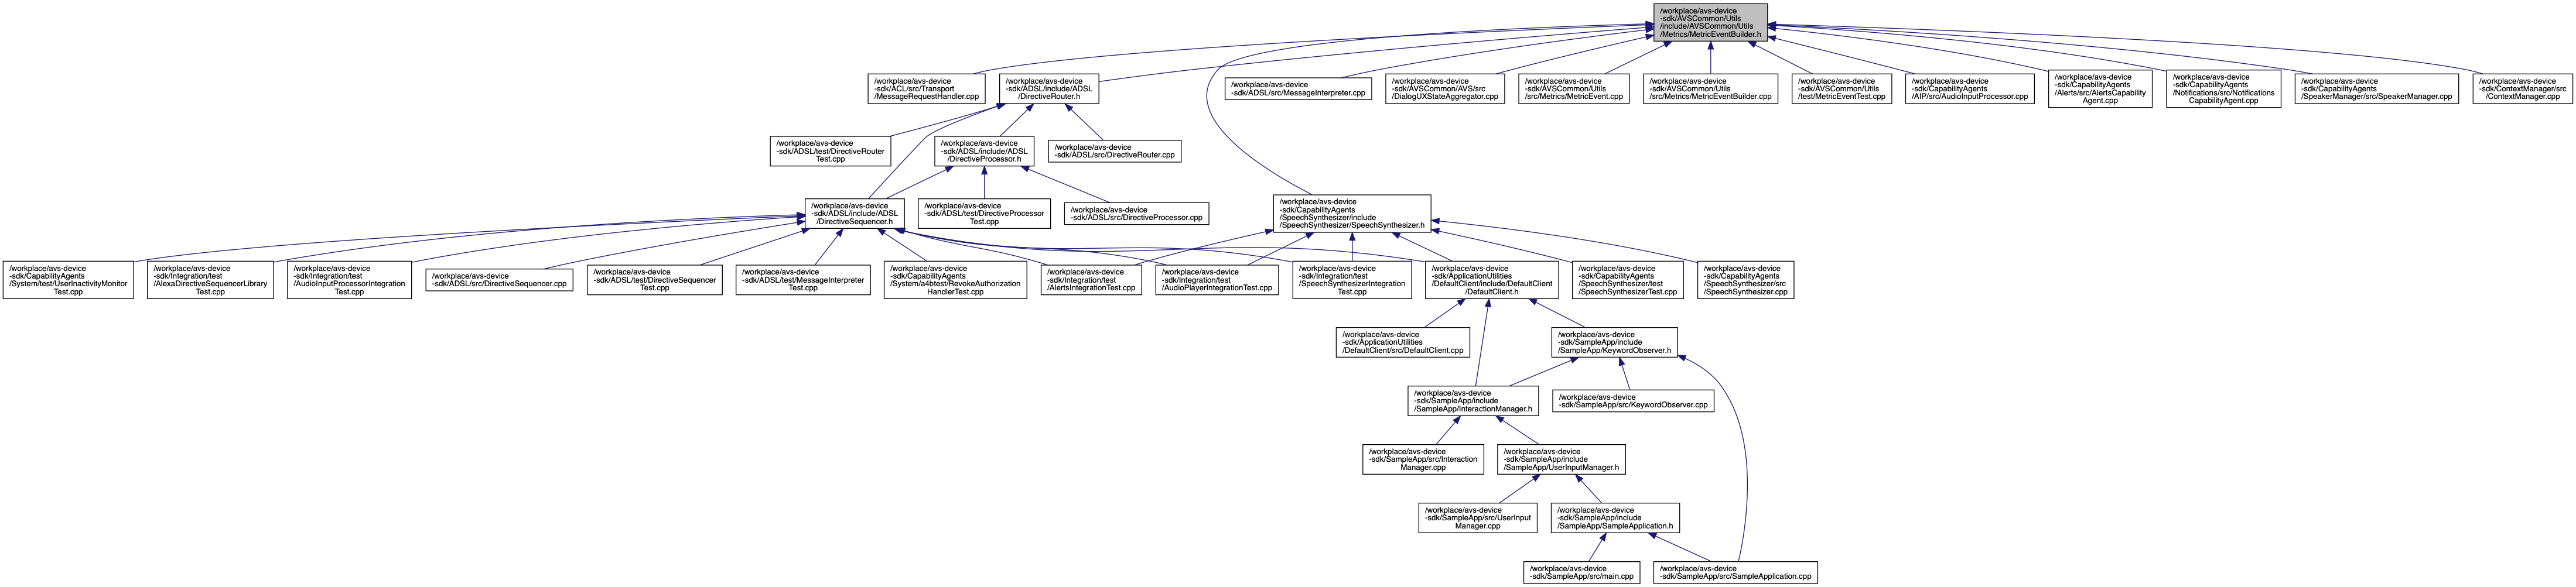 /workplace/avs-device
-sdk/AVSCommon/Utils
/include/AVSCommon/Utils
/Metrics/MetricEventBuilder.h
/workplace/avs-device
-sdk/ACL/src/Transport
/MessageRequestHandler.cpp
/workplace/avs-device
-sdk/ADSL/include/ADSL
/DirectiveRouter.h
/workplace/avs-device
-sdk/ADSL/src/MessageInterpreter.cpp
/workplace/avs-device
-sdk/AVSCommon/AVS/src
/DialogUXStateAggregator.cpp
/workplace/avs-device
-sdk/AVSCommon/Utils
/src/Metrics/MetricEvent.cpp
/workplace/avs-device
-sdk/AVSCommon/Utils
/src/Metrics/MetricEventBuilder.cpp
/workplace/avs-device
-sdk/AVSCommon/Utils
/test/MetricEventTest.cpp
/workplace/avs-device
-sdk/CapabilityAgents
/AIP/src/AudioInputProcessor.cpp
/workplace/avs-device
-sdk/CapabilityAgents
/Alerts/src/AlertsCapability
Agent.cpp
/workplace/avs-device
-sdk/CapabilityAgents
/Notifications/src/Notifications
CapabilityAgent.cpp
/workplace/avs-device
-sdk/CapabilityAgents
/SpeakerManager/src/SpeakerManager.cpp
/workplace/avs-device
-sdk/ContextManager/src
/ContextManager.cpp
/workplace/avs-device
-sdk/ADSL/test/DirectiveRouter
Test.cpp
/workplace/avs-device
-sdk/ADSL/include/ADSL
/DirectiveProcessor.h
/workplace/avs-device
-sdk/ADSL/src/DirectiveRouter.cpp
/workplace/avs-device
-sdk/ADSL/include/ADSL
/DirectiveSequencer.h
/workplace/avs-device
-sdk/ADSL/test/DirectiveProcessor
Test.cpp
/workplace/avs-device
-sdk/ADSL/src/DirectiveProcessor.cpp
/workplace/avs-device
-sdk/CapabilityAgents
/SpeechSynthesizer/include
/SpeechSynthesizer/SpeechSynthesizer.h
/workplace/avs-device
-sdk/CapabilityAgents
/System/test/UserInactivityMonitor
Test.cpp
/workplace/avs-device
-sdk/Integration/test
/AlexaDirectiveSequencerLibrary
Test.cpp
/workplace/avs-device
-sdk/Integration/test
/AudioInputProcessorIntegration
Test.cpp
/workplace/avs-device
-sdk/ADSL/src/DirectiveSequencer.cpp
/workplace/avs-device
-sdk/ADSL/test/DirectiveSequencer
Test.cpp
/workplace/avs-device
-sdk/ADSL/test/MessageInterpreter
Test.cpp
/workplace/avs-device
-sdk/CapabilityAgents
/System/a4btest/RevokeAuthorization
HandlerTest.cpp
/workplace/avs-device
-sdk/Integration/test
/AlertsIntegrationTest.cpp
/workplace/avs-device
-sdk/Integration/test
/AudioPlayerIntegrationTest.cpp
/workplace/avs-device
-sdk/Integration/test
/SpeechSynthesizerIntegration
Test.cpp
/workplace/avs-device
-sdk/ApplicationUtilities
/DefaultClient/include/DefaultClient
/DefaultClient.h
/workplace/avs-device
-sdk/CapabilityAgents
/SpeechSynthesizer/test
/SpeechSynthesizerTest.cpp
/workplace/avs-device
-sdk/CapabilityAgents
/SpeechSynthesizer/src
/SpeechSynthesizer.cpp
/workplace/avs-device
-sdk/ApplicationUtilities
/DefaultClient/src/DefaultClient.cpp
/workplace/avs-device
-sdk/SampleApp/include
/SampleApp/KeywordObserver.h
/workplace/avs-device
-sdk/SampleApp/include
/SampleApp/InteractionManager.h
/workplace/avs-device
-sdk/SampleApp/src/KeywordObserver.cpp
/workplace/avs-device
-sdk/SampleApp/src/Interaction
Manager.cpp
/workplace/avs-device
-sdk/SampleApp/include
/SampleApp/UserInputManager.h
/workplace/avs-device
-sdk/SampleApp/src/UserInput
Manager.cpp
/workplace/avs-device
-sdk/SampleApp/include
/SampleApp/SampleApplication.h
/workplace/avs-device
-sdk/SampleApp/src/main.cpp
/workplace/avs-device
-sdk/SampleApp/src/SampleApplication.cpp